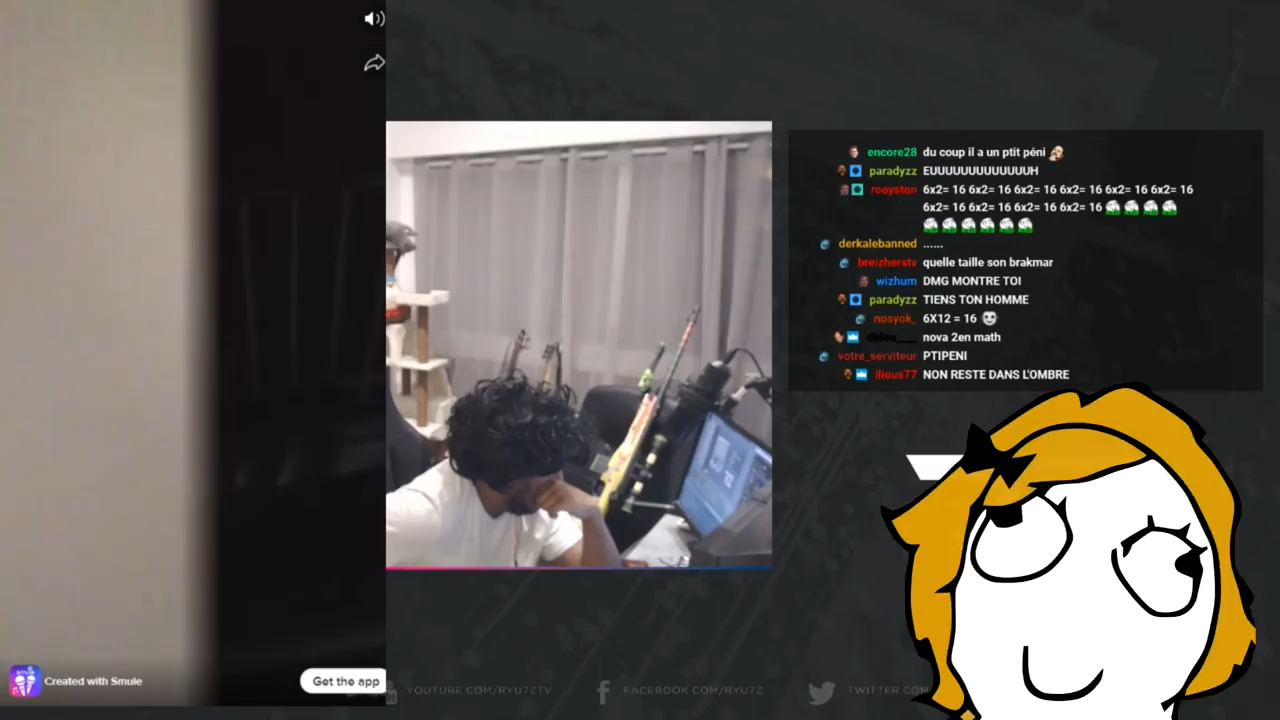 encore28 du coup il a un ptit péni
paradyzz EUUUUUUUUUUUUUH
rooyston 6x2= 16 6x2= 16 6x2= 16 6x2= 16 6x2= 16 6x2= 16
6x2= 16 6x2= 16 6x2= 16 6x2= 16
derkalebanned ......
breizherstv quelle taille son brakmar
wizhum DMG MONTRE TOI
paradyzz TIENS TON HOMME
nosyok_ 6X12 = 16
didou___ nova 2en math
votre_serviteur PTIPENI
ilious77 NON RESTE DANS L'OMBRE
Created with Smule
Get the app
YOUTUBE.COM/RYU7ZTV
FACEBOOK.COM/RYU7Z
TWITTER.COM